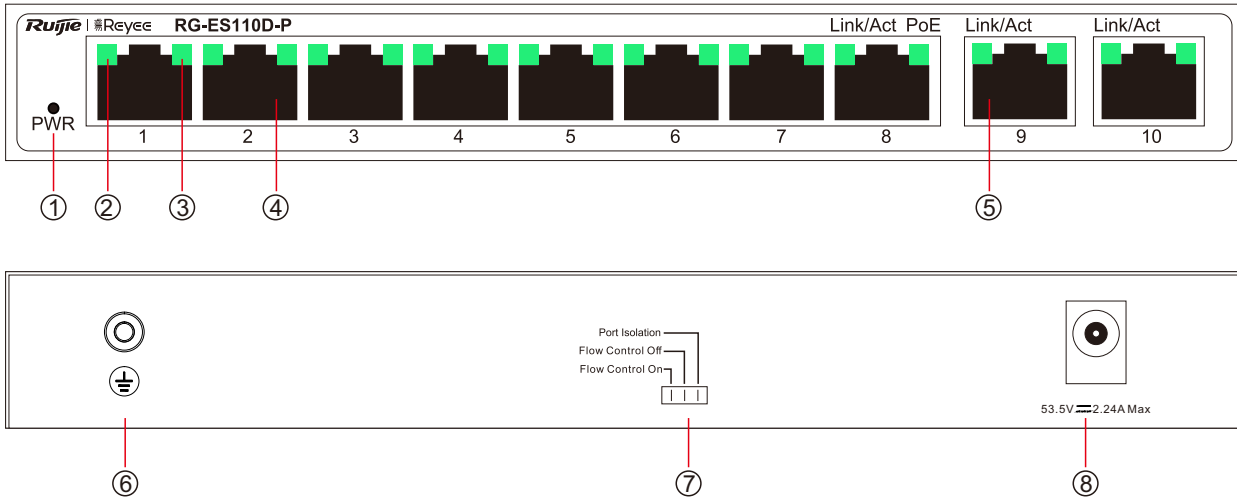 Ruijie | Reyee RG-ES110D-P Link/Act PoE Link/Act Link/Act
PWR
1 2 3 4 5 6 7 8 9 10
① ② ③ ④ ⑤
Port Isolation
Flow Control Off
Flow Control On
53.5V 2.24A Max
⑥ ⑦ ⑧